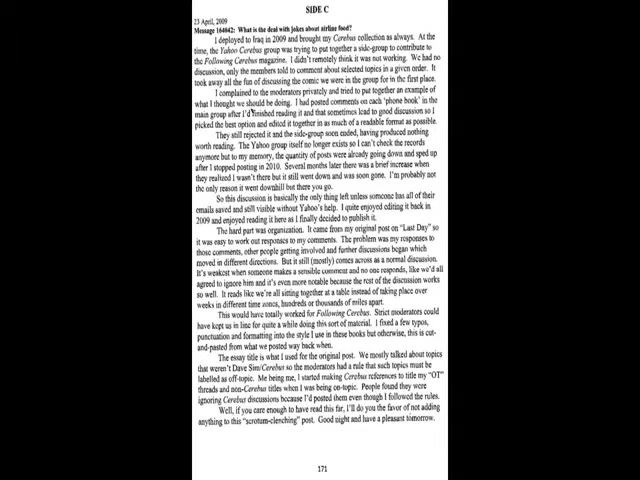 SIDE C
23 April, 2009
Message 164042: What is the deal with jokes about airline food?
I deployed to Iraq in 2009 and brought my Cerebus collection as always. At the
time, the Yahoo Cerebus group was trying to put together a side-group to contribute to
the Following Cerebus magazine. I didn't remotely think it was not working. We had no
discussion, only the members told to comment about selected topics in a given order. It
took away all the fun of discussing the comic we were in the group for in the first place.
I complained to the moderators privately and tried to put together an example of
what I thought we should be doing. I had posted comments on each 'phone book' in the
main group after I'd finished reading it and that sometimes lead to good discussion so I
picked the best option and edited it together in as much of a readable format as possible.
They still rejected it and the side-group soon ended, having produced nothing
worth reading. The Yahoo group itself no longer exists so I can't check the records
anymore but to my memory, the quantity of posts were already going down and sped up
after I stopped posting in 2010. Several months later there was a brief increase when
they realized I wasn't there but it still went down and was soon gone. I'm probably not
the only reason it went downhill but there you go.
So this discussion is basically the only thing left unless someone has all of their
emails saved and still visible without Yahoo's help. I quite enjoyed editing it back in
2009 and enjoyed reading it here as I finally decided to publish it.
The hard part was organization. It came from my original post on "Last Day" so
it was easy to work out responses to my comments. The problem was my responses to
those comments, other people getting involved and further discussions began which
moved in different directions. But it still (mostly) comes across as a normal discussion.
It's weakest when someone makes a sensible comment and no one responds, like we'd all
agreed to ignore him and it's even more notable because the rest of the discussion works
so well. It reads like we're all sitting together at a table instead of taking place over
weeks in different time zones, hundreds or thousands of miles apart.
This would have totally worked for Following Cerebus. Strict moderators could
have kept us in line for quite a while doing this sort of material. I fixed a few typos,
punctuation and formatting into the style I use in these books but otherwise, this is cut-
and-pasted from what we posted way back when.
The essay title is what I used for the original post. We mostly talked about topics
that weren't Dave Sim/Cerebus so the moderators had a rule that such topics must be
labelled as off-topic. Me being me, I started making Cerebus references to title my "OT"
threads and non-Cerebus titles when I was being on-topic. People found they were
ignoring Cerebus discussions because I'd posted them even though I followed the rules.
Well, if you care enough to have read this far, I'll do you the favor of not adding
anything to this "scrotum-clenching" post. Good night and have a pleasant tomorrow.
171